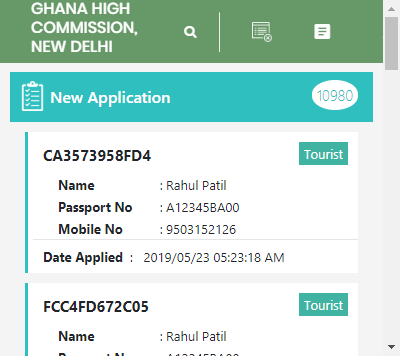 GHANA HIGH
COMMISSION,
NEW DELHI
New Application 10980
CA3573958FD4 Tourist
Name : Rahul Patil
Passport No : A12345BA00
Mobile No : 9503152126
Date Applied : 2019/05/23 05:23:18 AM
FCC4FD672C05 Tourist
Name : Rahul Patil
Passport No : A12345BA00